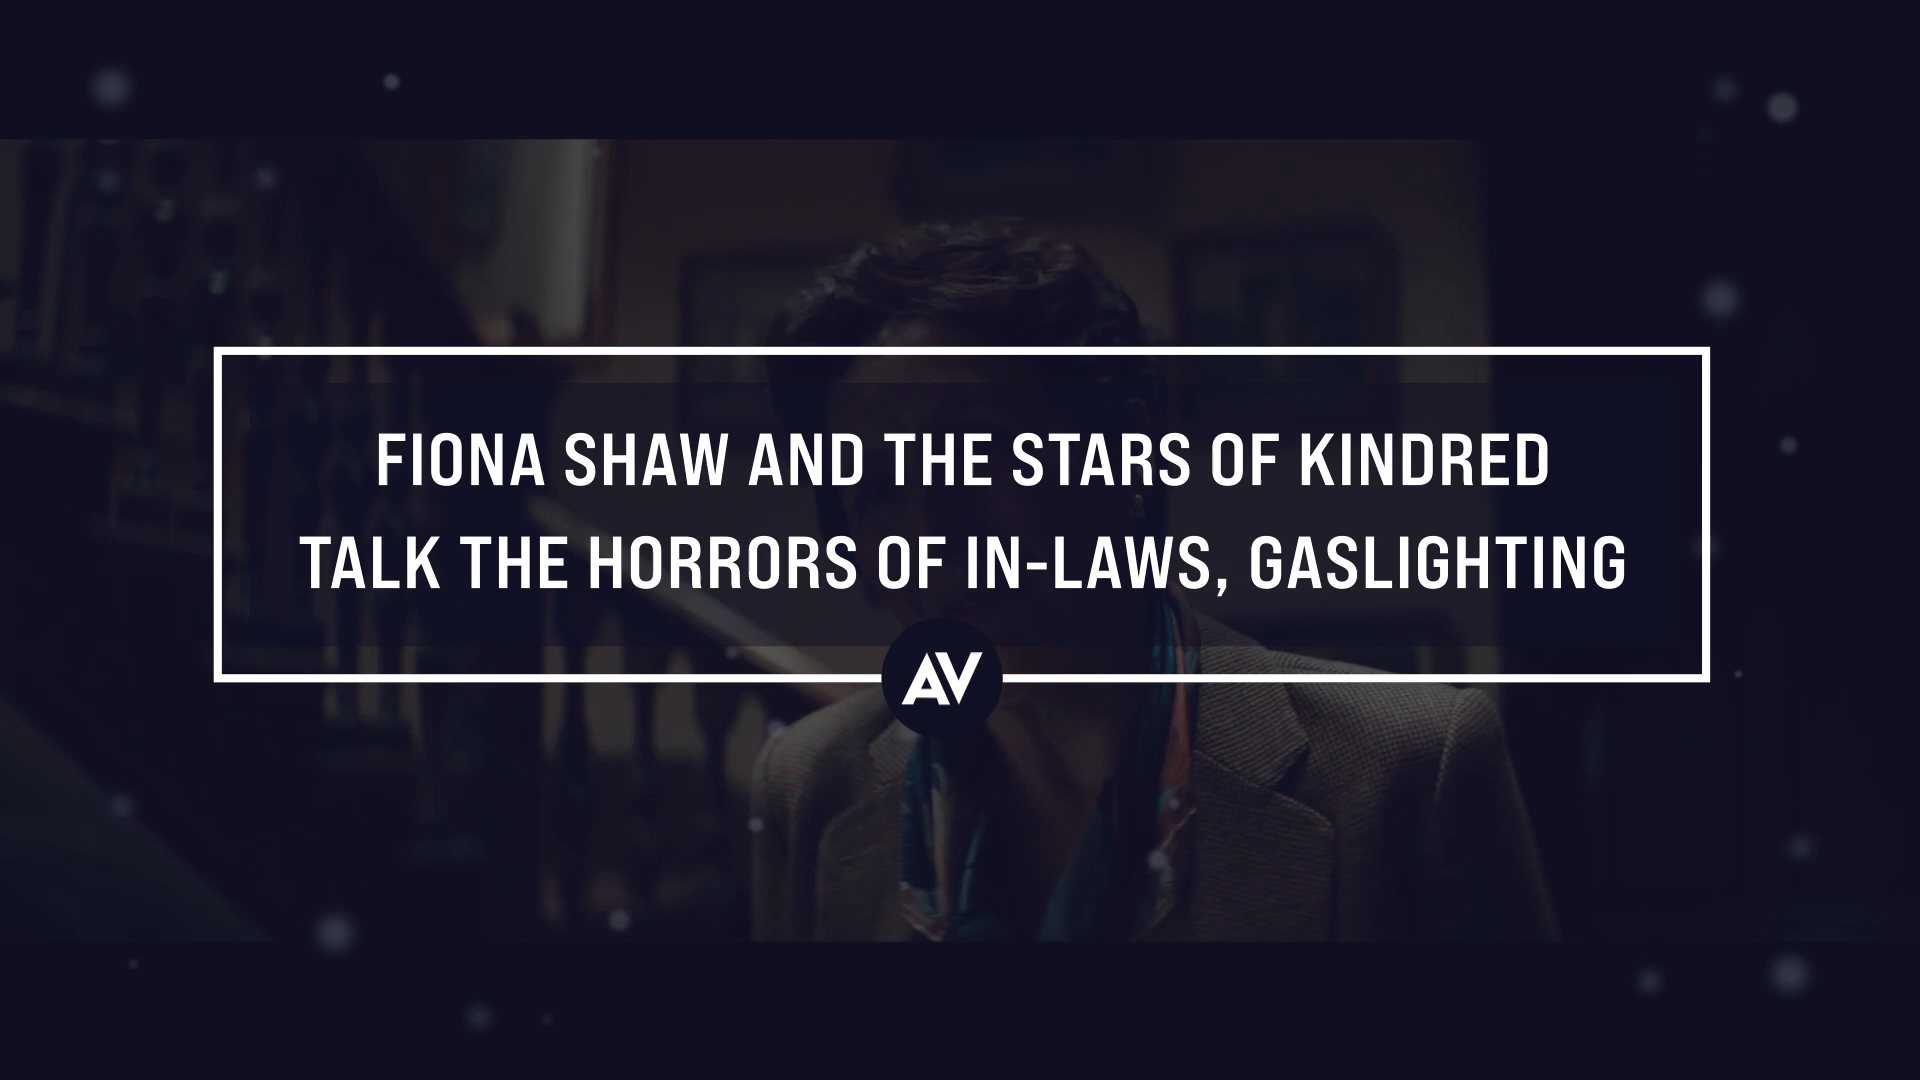 FIONA SHAW AND THE STARS OF KINDRED
TALK THE HORRORS OF IN-LAWS, GASLIGHTING
AV